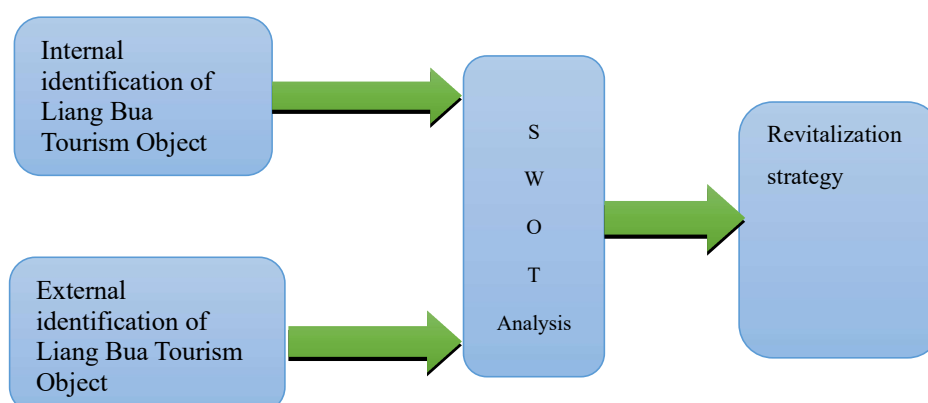 Internal
identification of
Liang Bua
Tourism Object
External
identification of
Liang Bua Tourism
Object
S
W
O
T
Analysis
Revitalization
strategy